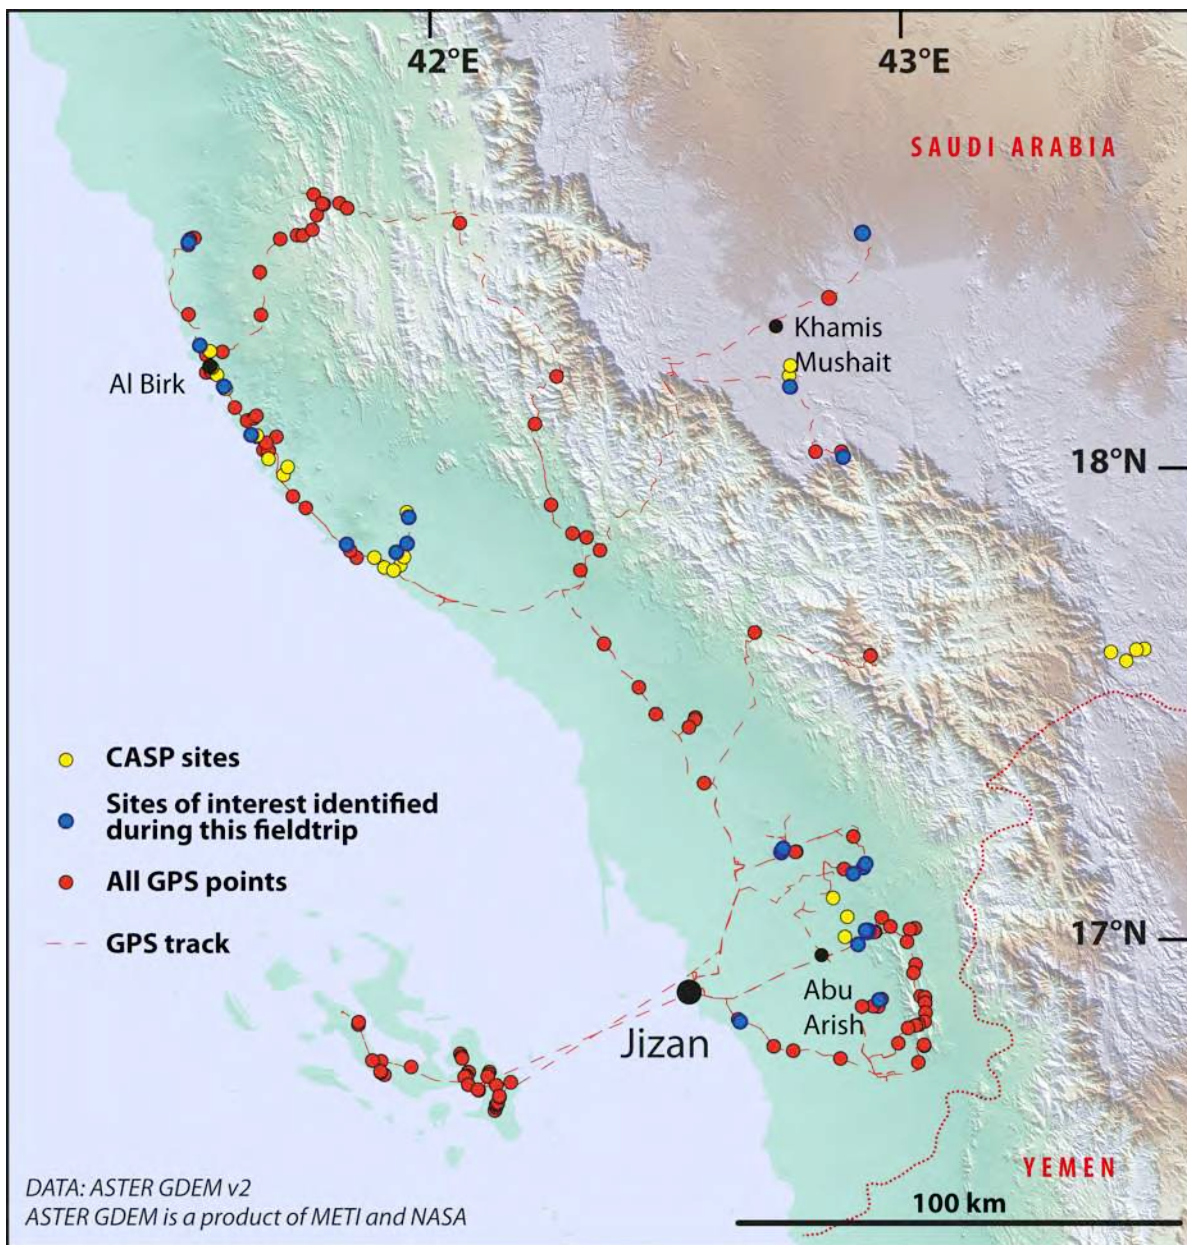 42°E
43°E
SAUDI ARABIA
Khamis
Mushait
Al Birk
18°N
CASP sites
Sites of interest identified
during this fieldtrip
All GPS points
GPS track
17°N
Abu
Arish
Jizan
YEMEN
DATA: ASTER GDEM v2
ASTER GDEM is a product of METI and NASA
100 km